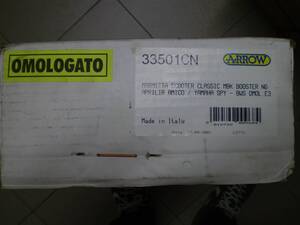 OMOLOGATO
33501CN
ARROW
MARMITTA SCOOTER CLASSIC MBK BOOSTER NG
APRILIA AMICO / YAMAHA SPY - BWS OMOL E3
Made in Italy